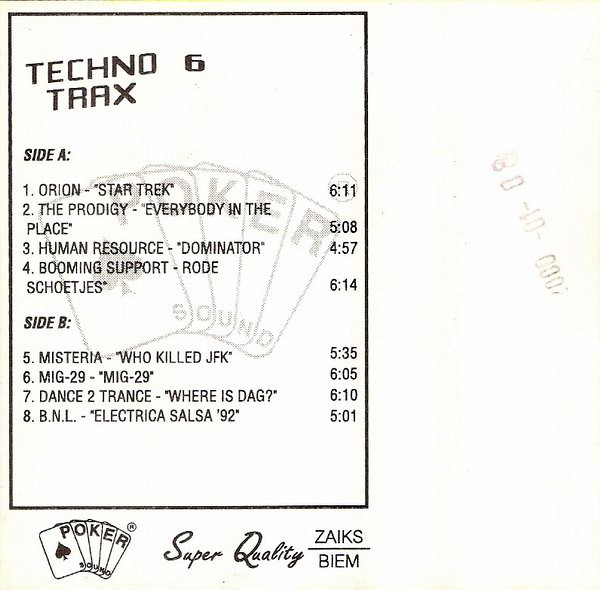 TECHNO 6
TRAX
SIDE A:
1. ORION - "STAR TREK" 6:11
2. THE PRODIGY - "EVERYBODY IN THE
PLACE" 5:08
3. HUMAN RESOURCE - "DOMINATOR" 4:57
4. BOOMING SUPPORT - RODE
SCHOETJES" 6:14
SIDE B:
5. MISTERIA - "WHO KILLED JFK" 5:35
6. MIG-29 - "MIG-29" 6:05
7. DANCE 2 TRANCE - "WHERE IS DAG?" 6:10
8. B.N.L. - "ELECTRICA SALSA '92" 5:01
POKER
SOUND
POKER ®
SOUND
Super Quality
ZAIKS
BIEM